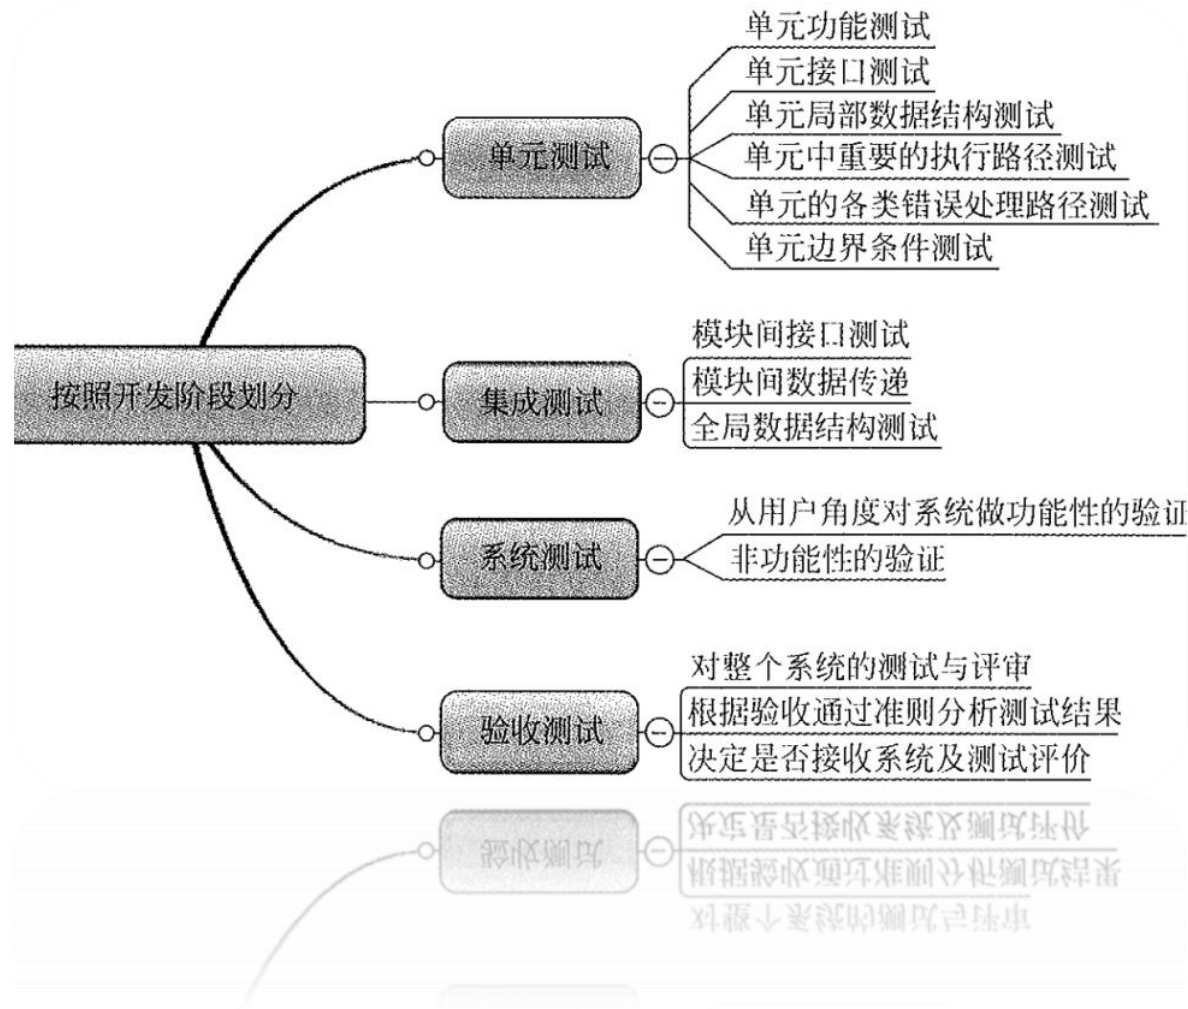 单元功能测试
单元接口测试
单元局部数据结构测试
单元测试
单元中重要的执行路径测试
单元的各类错误处理路径测试
单元边界条件测试
按照开发阶段划分
模块间接口测试
集成测试
模块间数据传递
全局数据结构测试
从用户角度对系统做功能性的验证
系统测试
非功能性的验证
对整个系统的测试与评审
验收测试
根据验收通过准则分析测试结果
决定是否接收系统及测试评价